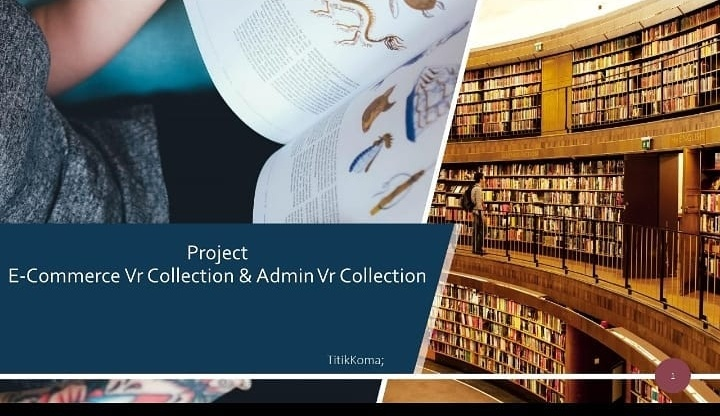 Project
E-Commerce Vr Collection & Admin Vr Collection
TitikKoma;
1